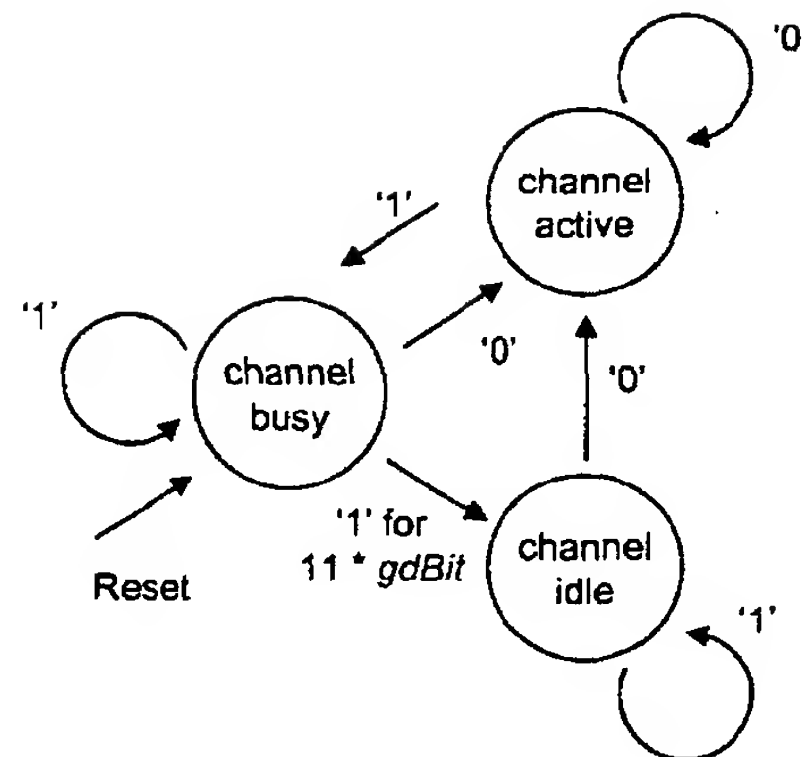 ‘0
channel
active
‘1’
‘1’
‘0’
‘0’
channel
busy
‘1’ for
11 * gdBit
channel
idle
Reset
‘1’